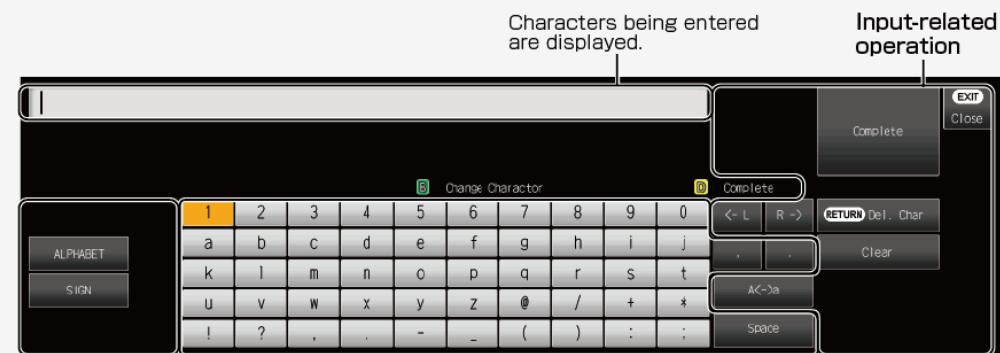 Characters being entered
are displayed.
Input-related
operation
EXIT
Close
Complete
B Change Charactor
D Complete
1 2 3 4 5 6 7 8 9 0
<- L R ->
RETURN Del. Char
ALPHABET
a b c d e f g h i j
, .
Clear
SIGN
k l m n o p q r s t
A<->a
u v w x y z @ / + *
Space
! ? , . - _ ( ) : ;